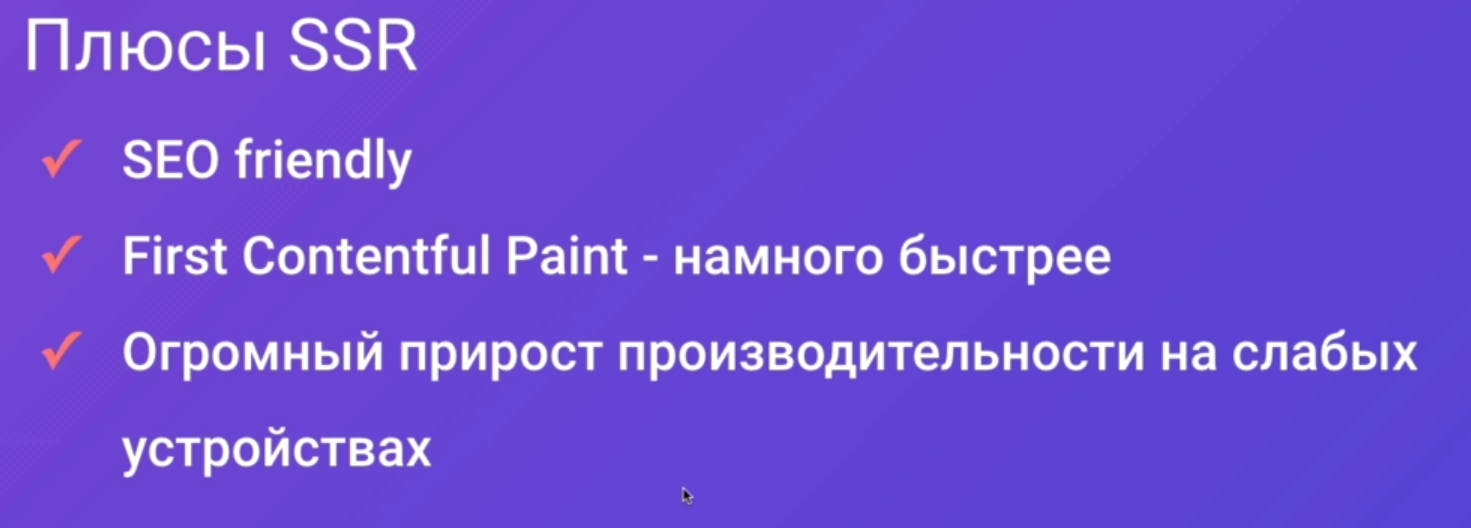 Плюсы SSR
SEO friendly
First Contentful Paint - намного быстрее
Огромный прирост производительности на слабых
устройствах